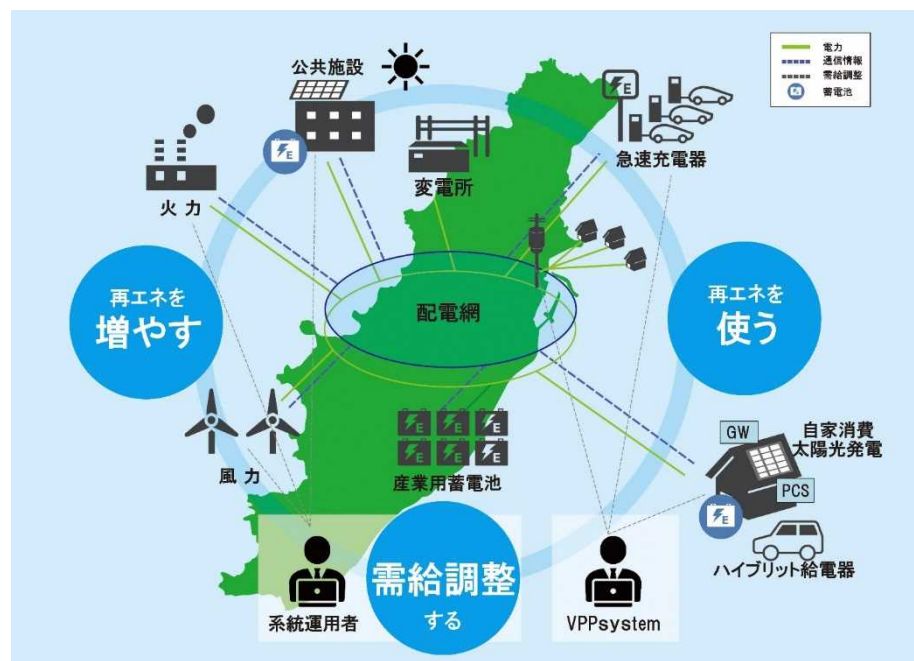 電力
通信情報
需給調整
蓄電池
公共施設
E
火力
変電所
E
急速充電器
再エネを
増やす
配電網
再エネを
使う
風力
E E E
E E E
産業用蓄電池
GW
自家消費
太陽光発電
PCS
E
ハイブリット給電器
系統運用者
需給調整
する
VPPsystem